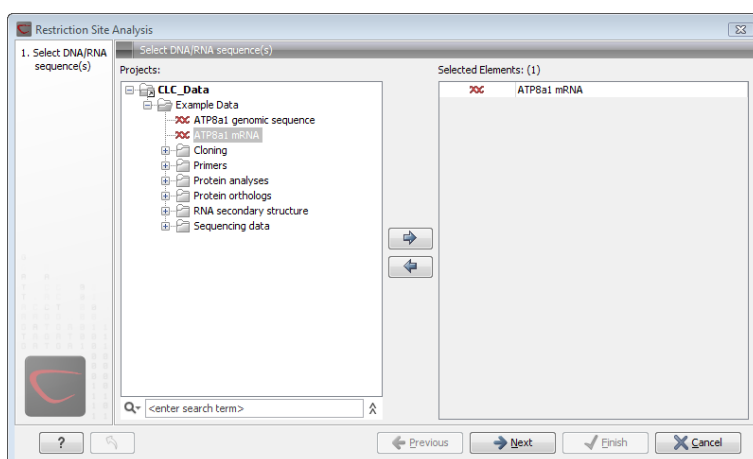 Restriction Site Analysis
1. Select DNA/RNA sequence(s)
Select DNA/RNA sequence(s)
Projects:
CLC_Data
Example Data
ATP8a1 genomic sequence
ATP8a1 mRNA
Cloning
Primers
Protein analyses
Protein orthologs
RNA secondary structure
Sequencing data
<enter search term>
Selected Elements: (1)
ATP8a1 mRNA
?
Previous
Next
Finish
Cancel